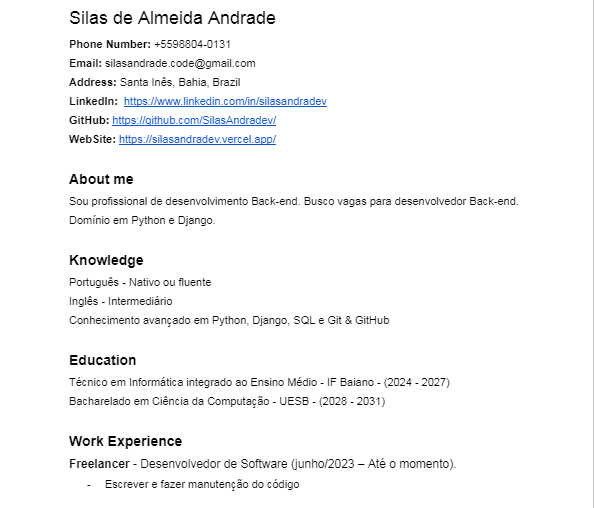 Silas de Almeida Andrade
Phone Number: +5598804-0131
Email: silasandrade.code@gmail.com
Address: Santa Inês, Bahia, Brazil
LinkedIn: https://www.linkedin.com/in/silasandradev
GitHub: https://github.com/SilasAndradev/
WebSite: https://silasandradev.vercel.app/
About me
Sou profissional de desenvolvimento Back-end. Busco vagas para desenvolvedor Back-end.
Domínio em Python e Django.
Knowledge
Português - Nativo ou fluente
Inglês - Intermediário
Conhecimento avançado em Python, Django, SQL e Git & GitHub
Education
Técnico em Informática integrado ao Ensino Médio - IF Baiano - (2024 - 2027)
Bacharelado em Ciência da Computação - UESB - (2028 - 2031)
Work Experience
Freelancer - Desenvolvedor de Software (junho/2023 – Até o momento).
- Escrever e fazer manutenção do código